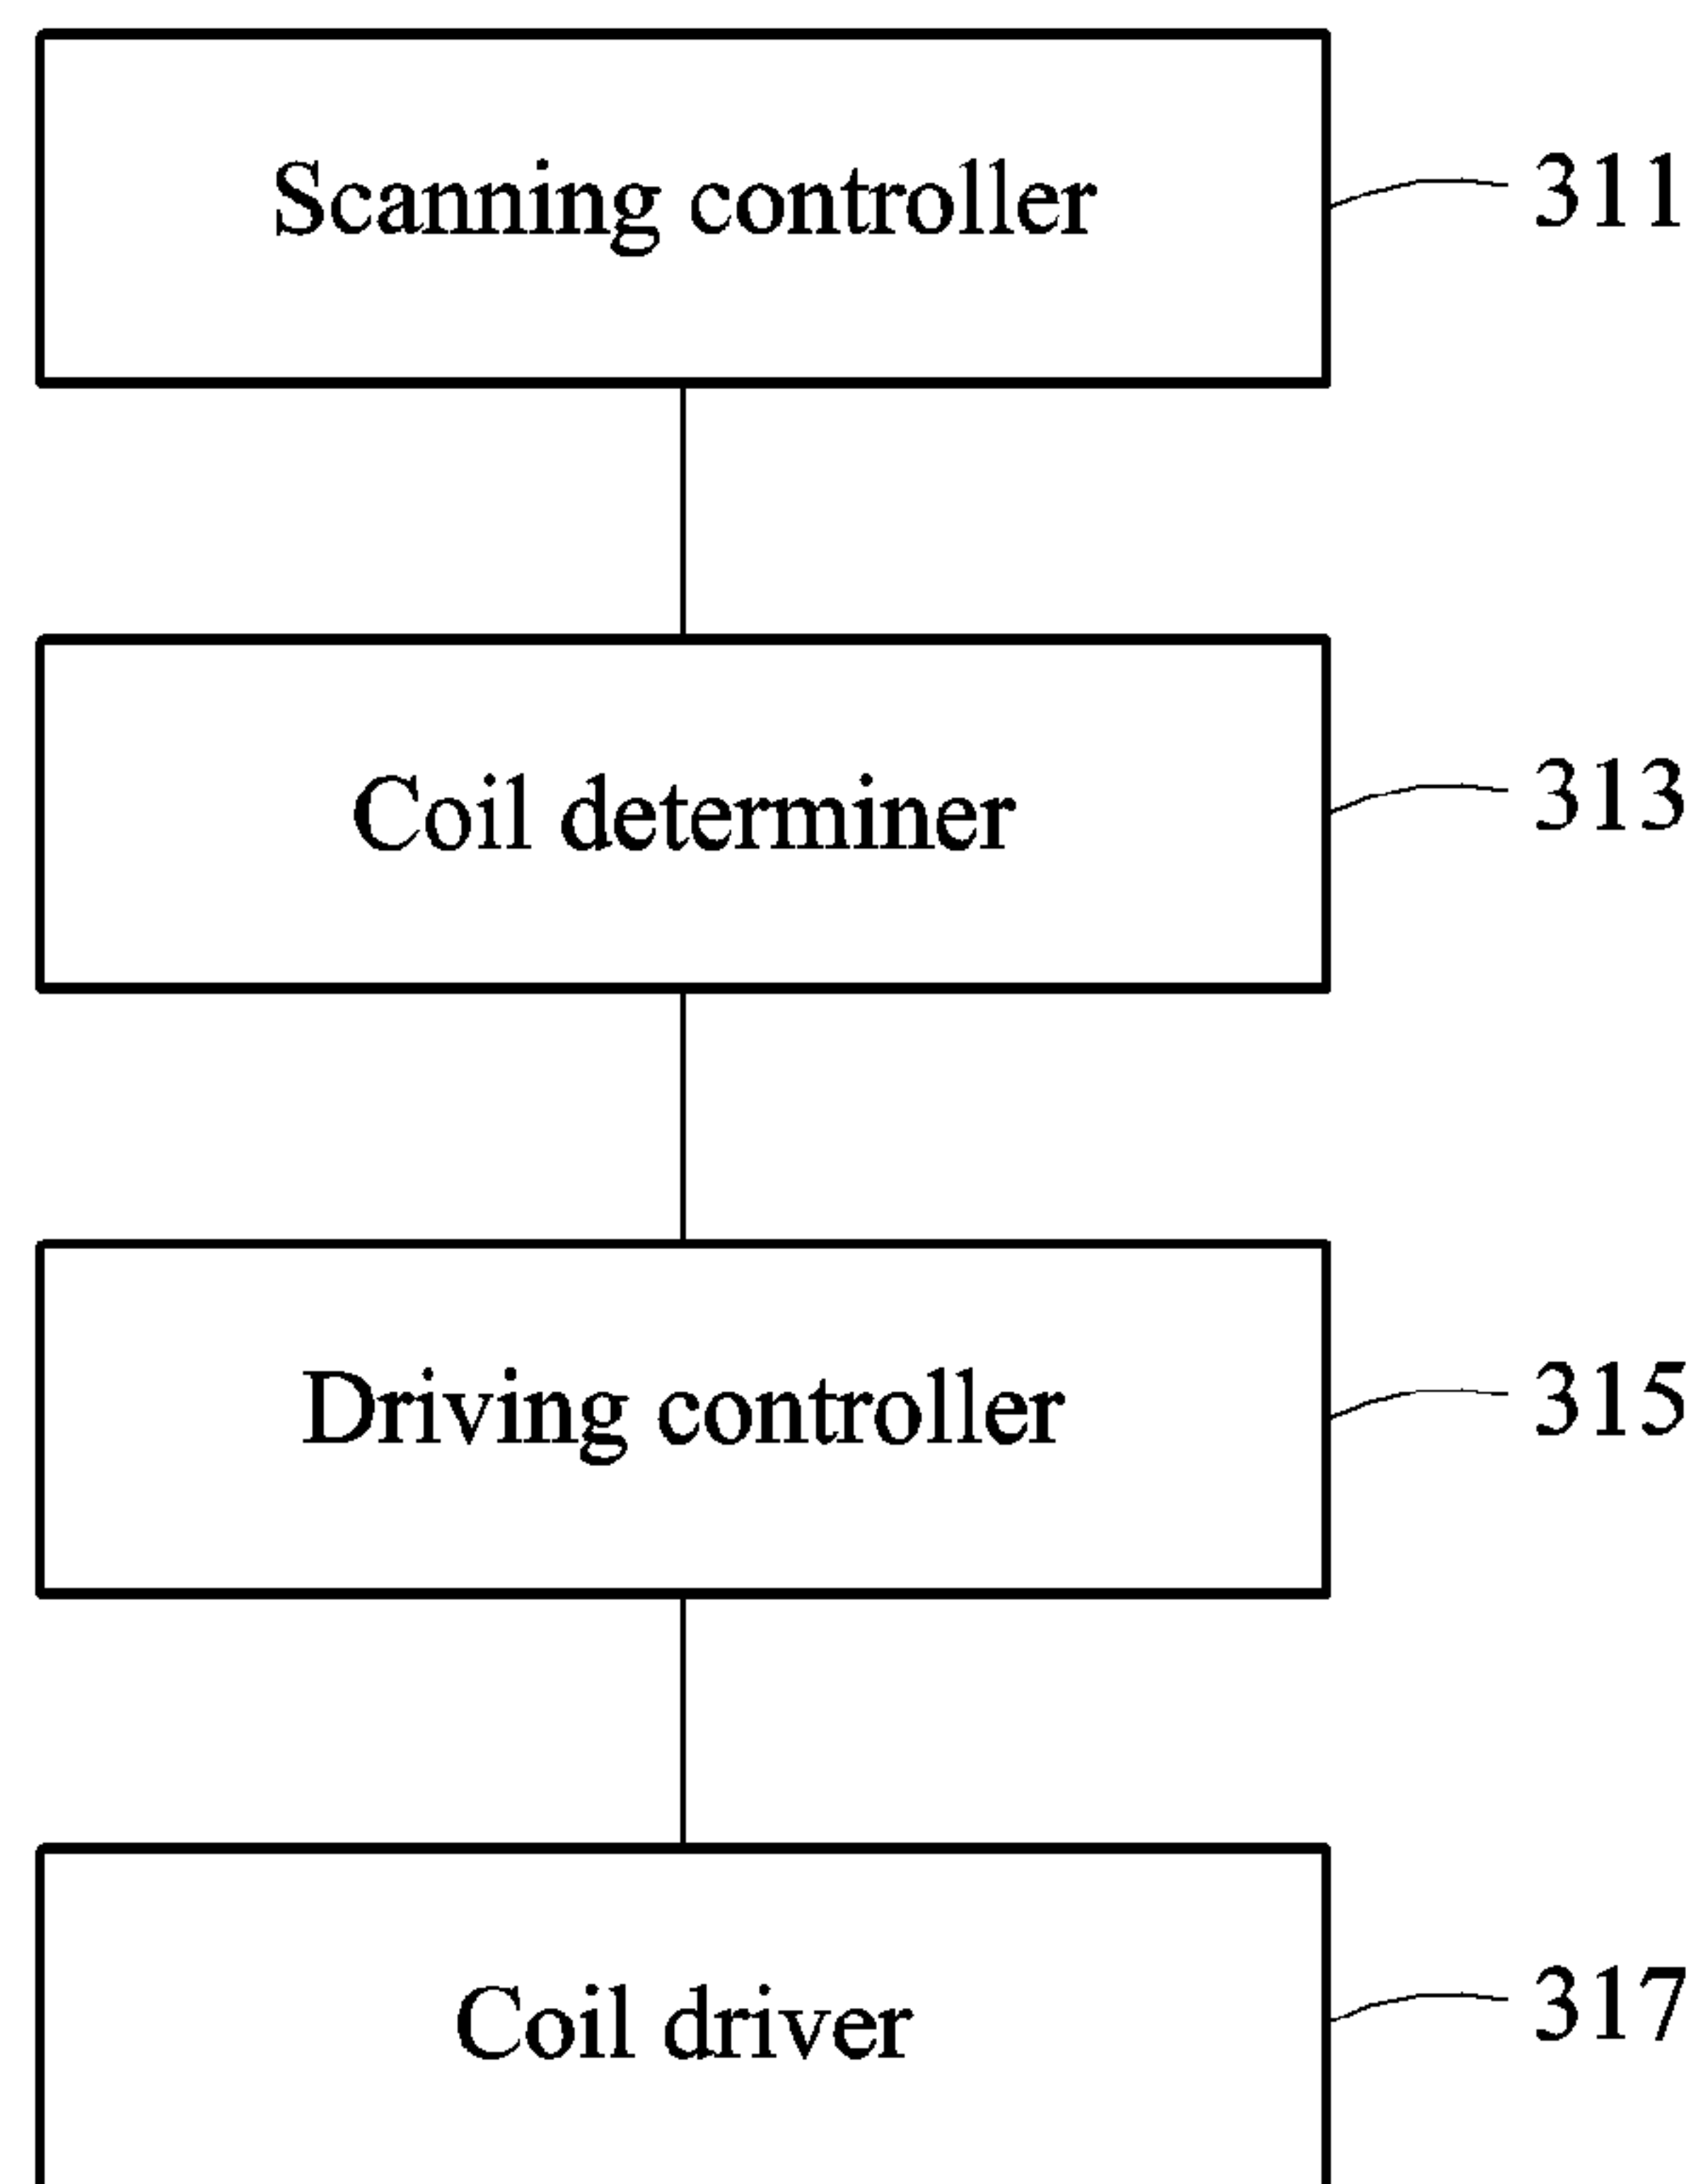 Scanning controller
311
Coil determiner
313
Driving controller
315
Coil driver
317